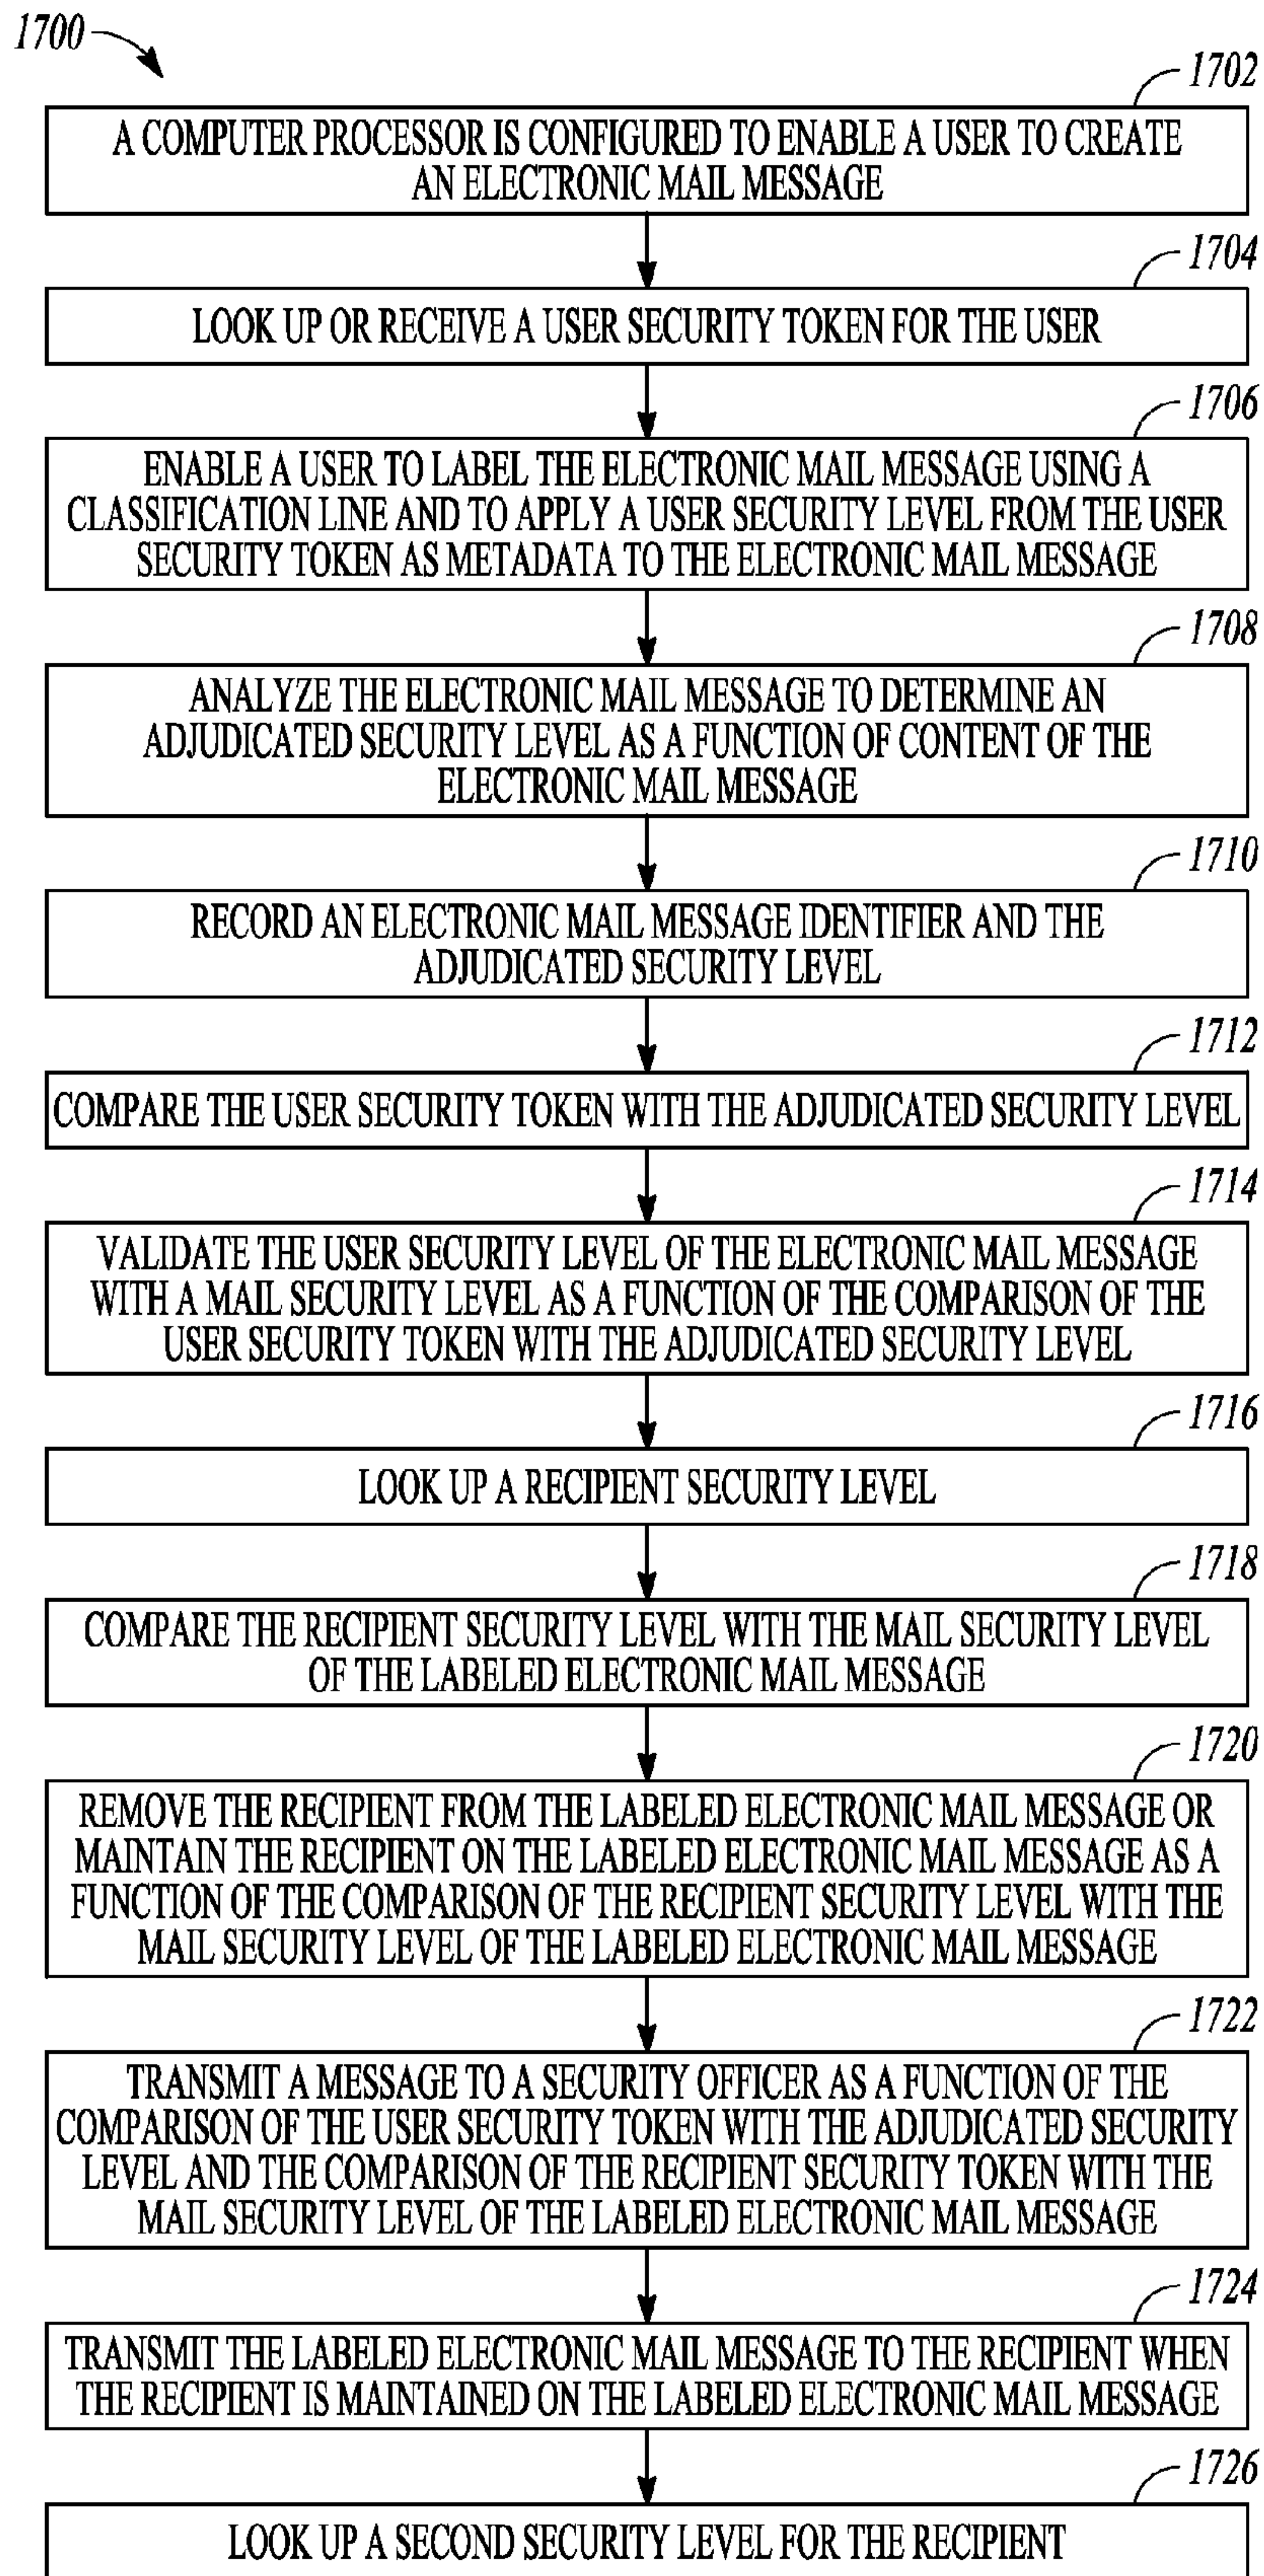 1700
1702
A COMPUTER PROCESSOR IS CONFIGURED TO ENABLE A USER TO CREATE
AN ELECTRONIC MAIL MESSAGE
1704
LOOK UP OR RECEIVE A USER SECURITY TOKEN FOR THE USER
1706
ENABLE A USER TO LABEL THE ELECTRONIC MAIL MESSAGE USING A
CLASSIFICATION LINE AND TO APPLY A USER SECURITY LEVEL FROM THE USER
SECURITY TOKEN AS METADATA TO THE ELECTRONIC MAIL MESSAGE
1708
ANALYZE THE ELECTRONIC MAIL MESSAGE TO DETERMINE AN
ADJUDICATED SECURITY LEVEL AS A FUNCTION OF CONTENT OF THE
ELECTRONIC MAIL MESSAGE
1710
RECORD AN ELECTRONIC MAIL MESSAGE IDENTIFIER AND THE
ADJUDICATED SECURITY LEVEL
1712
COMPARE THE USER SECURITY TOKEN WITH THE ADJUDICATED SECURITY LEVEL
1714
VALIDATE THE USER SECURITY LEVEL OF THE ELECTRONIC MAIL MESSAGE
WITH A MAIL SECURITY LEVEL AS A FUNCTION OF THE COMPARISON OF THE
USER SECURITY TOKEN WITH THE ADJUDICATED SECURITY LEVEL
1716
LOOK UP A RECIPIENT SECURITY LEVEL
1718
COMPARE THE RECIPIENT SECURITY LEVEL WITH THE MAIL SECURITY LEVEL
OF THE LABELED ELECTRONIC MAIL MESSAGE
1720
REMOVE THE RECIPIENT FROM THE LABELED ELECTRONIC MAIL MESSAGE OR
MAINTAIN THE RECIPIENT ON THE LABELED ELECTRONIC MAIL MESSAGE AS A
FUNCTION OF THE COMPARISON OF THE RECIPIENT SECURITY LEVEL WITH THE
MAIL SECURITY LEVEL OF THE LABELED ELECTRONIC MAIL MESSAGE
1722
TRANSMIT A MESSAGE TO A SECURITY OFFICER AS A FUNCTION OF THE
COMPARISON OF THE USER SECURITY TOKEN WITH THE ADJUDICATED SECURITY
LEVEL AND THE COMPARISON OF THE RECIPIENT SECURITY TOKEN WITH THE
MAIL SECURITY LEVEL OF THE LABELED ELECTRONIC MAIL MESSAGE
1724
TRANSMIT THE LABELED ELECTRONIC MAIL MESSAGE TO THE RECIPIENT WHEN
THE RECIPIENT IS MAINTAINED ON THE LABELED ELECTRONIC MAIL MESSAGE
1726
LOOK UP A SECOND SECURITY LEVEL FOR THE RECIPIENT